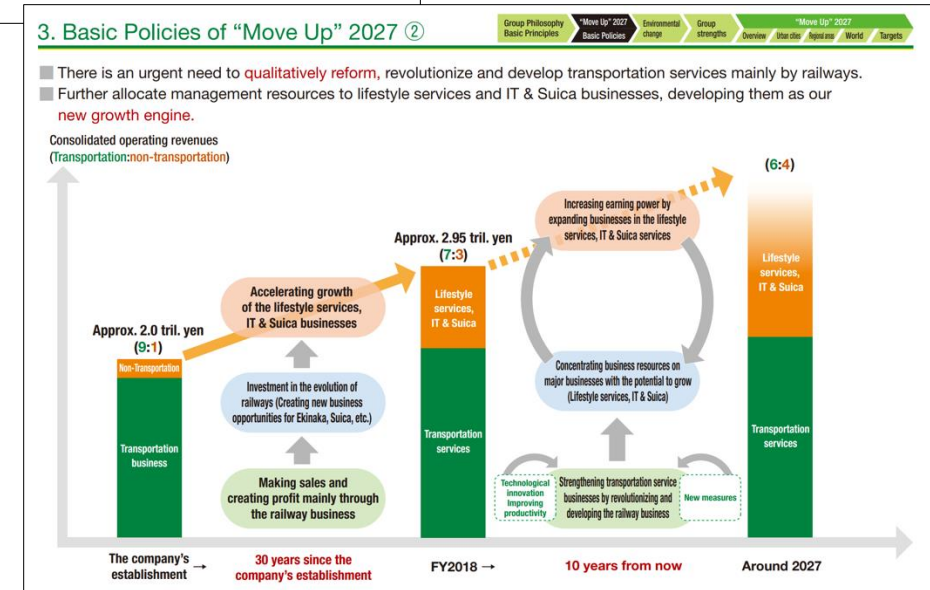 3. Basic Policies of “Move Up” 2027 ②
Group Philosophy
Basic Principles
“Move Up” 2027
Basic Policies
Environmental
change
Group
strengths
“Move Up” 2027
Overview
Urban cities
Regional areas
World
Targets
There is an urgent need to qualitatively reform, revolutionize and develop transportation services mainly by railways.
Further allocate management resources to lifestyle services and IT & Suica businesses, developing them as our
new growth engine.
Consolidated operating revenues
(Transportation:non-transportation)
Approx. 2.0 tril. yen
(9:1)
Non-Transportation
Transportation
business
Accelerating growth
of the lifestyle services,
IT & Suica businesses
Investment in the evolution of
railways (Creating new business
opportunities for Ekinaka, Suica, etc.)
Making sales and
creating profit mainly through
the railway business
Approx. 2.95 tril. yen
(7:3)
Lifestyle
services,
IT & Suica
Transportation
services
Increasing earning power by
expanding businesses in the lifestyle
services, IT & Suica services
Concentrating business resources on
major businesses with the potential to grow
(Lifestyle services, IT & Suica)
Technological
innovation
Improving
productivity
Strengthening transportation service
businesses by revolutionizing and
developing the railway business
New measures
(6:4)
Lifestyle
services,
IT & Suica
Transportation
services
The company’s
establishment →
30 years since the
company’s establishment
FY2018 →
10 years from now
Around 2027